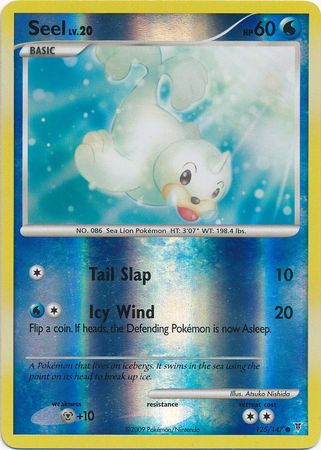 Seel LV.20 HP 60
BASIC
NO. 086 Sea Lion Pokémon HT: 3'07" WT: 198.4 lbs.
Tail Slap 10
Icy Wind 20
Flip a coin. If heads, the Defending Pokémon is now Asleep.
A Pokémon that lives on icebergs. It swims in the sea using the
point on its head to break up ice.
Illus. Atsuko Nishida
weakness resistance retreat cost
+10
©2009 Pokémon/Nintendo 125/147